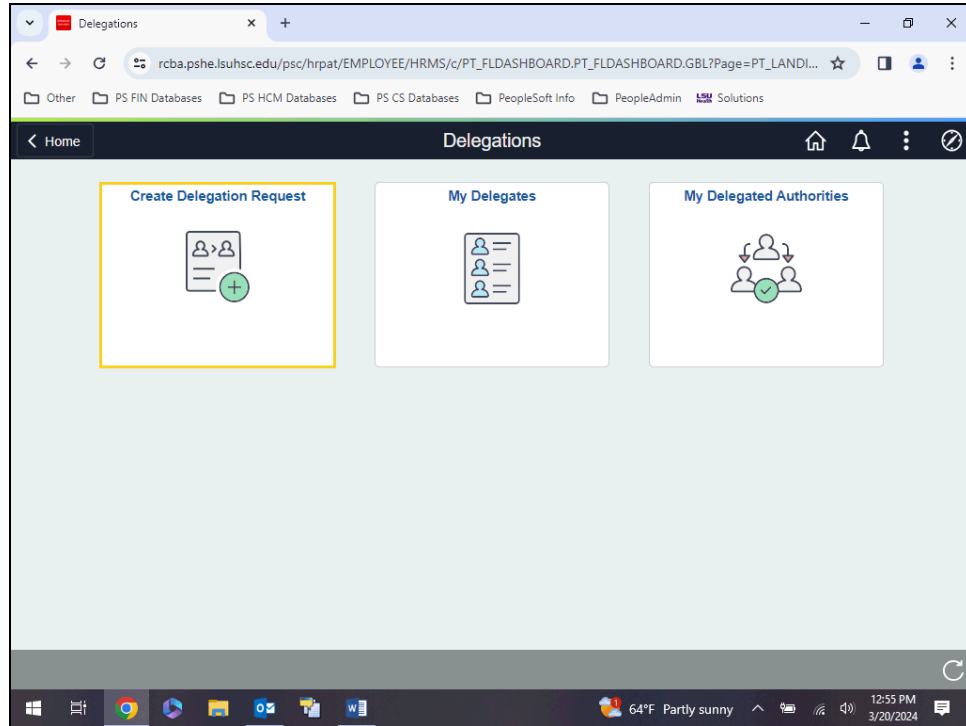 Delegations
rcba.pshe.lsuhsc.edu/psc/hrpat/EMPLOYEE/HRMS/c/PT_FLDASHBOARD.PT_FLDASHBOARD.GBL?Page=PT_LANDI...
Other PS FIN Databases PS HCM Databases PS CS Databases PeopleSoft Info PeopleAdmin LSU Health Solutions
Home Delegations
Create Delegation Request My Delegates My Delegated Authorities
64°F Partly sunny 12:55 PM
3/20/2024